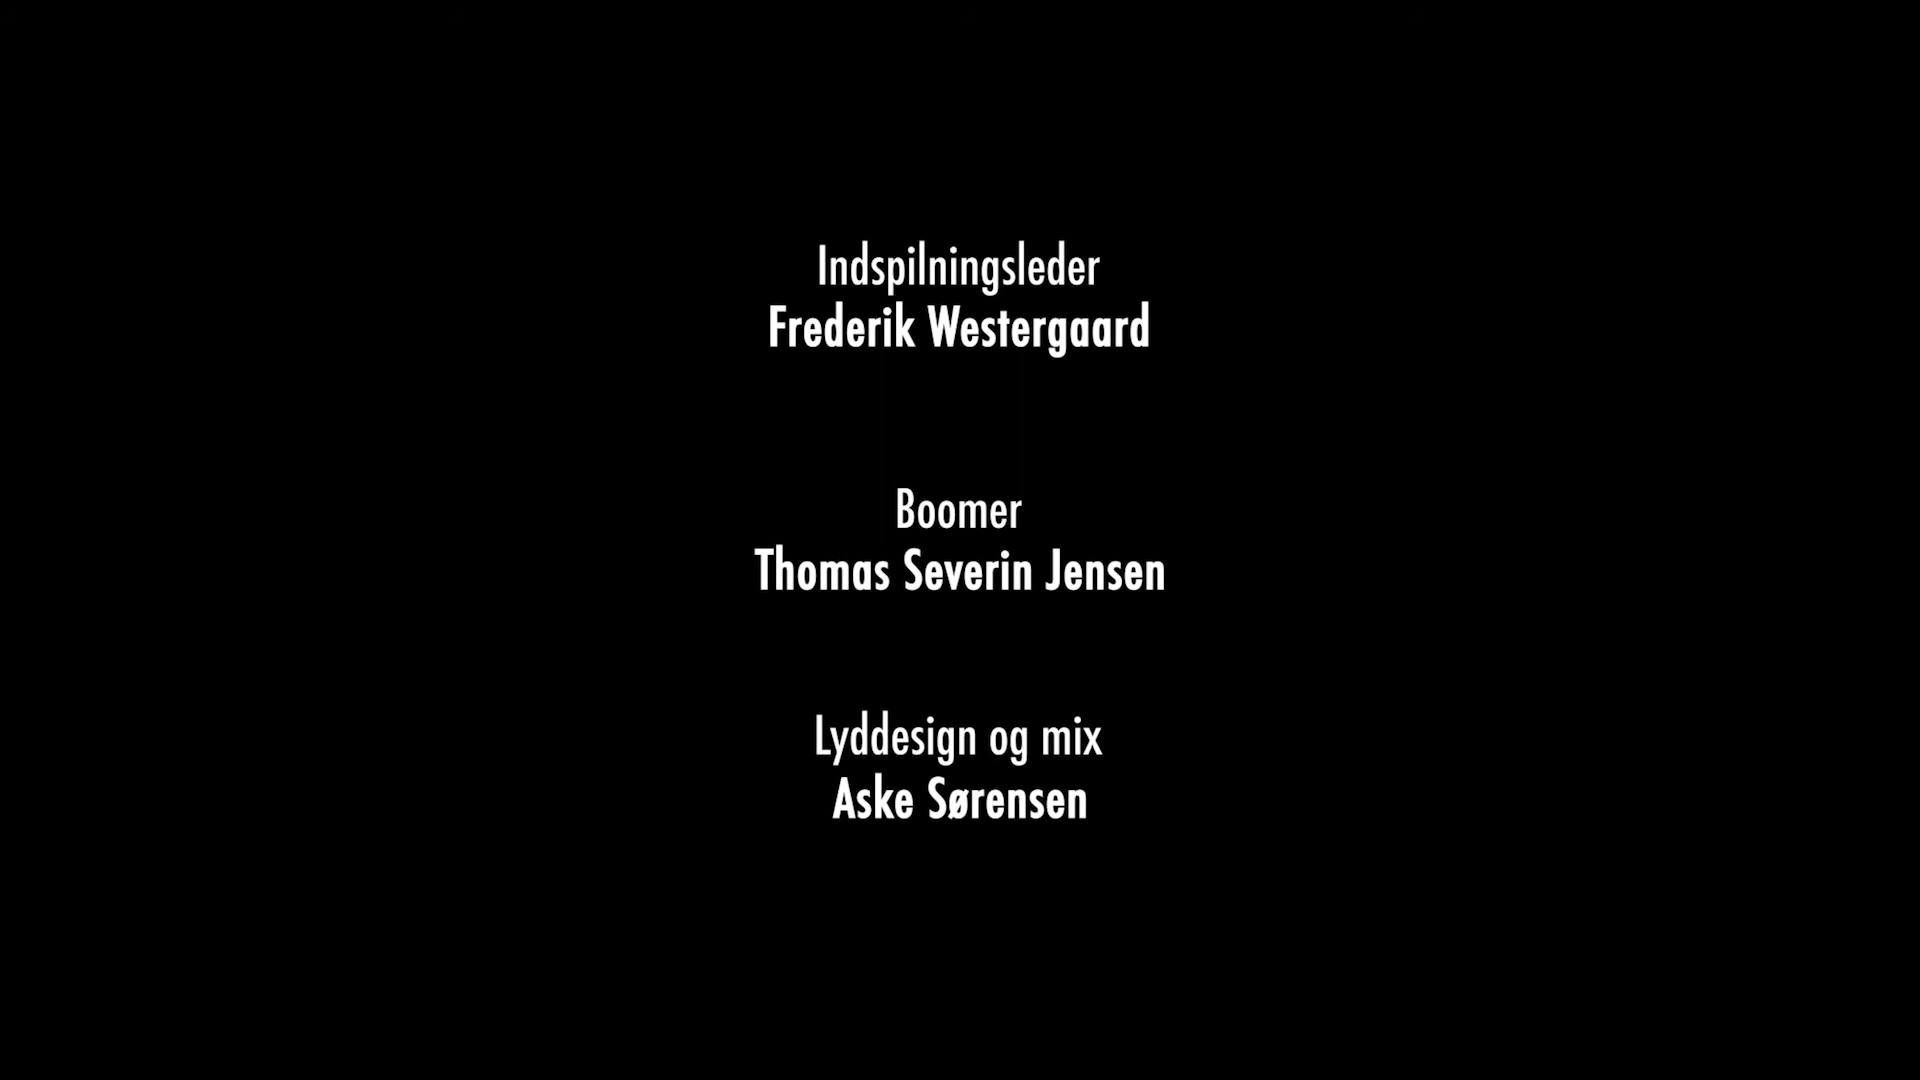 Indspilningsleder
Frederik Westergaard
Boomer
Thomas Severin Jensen
Lyddesign og mix
Aske Sørensen